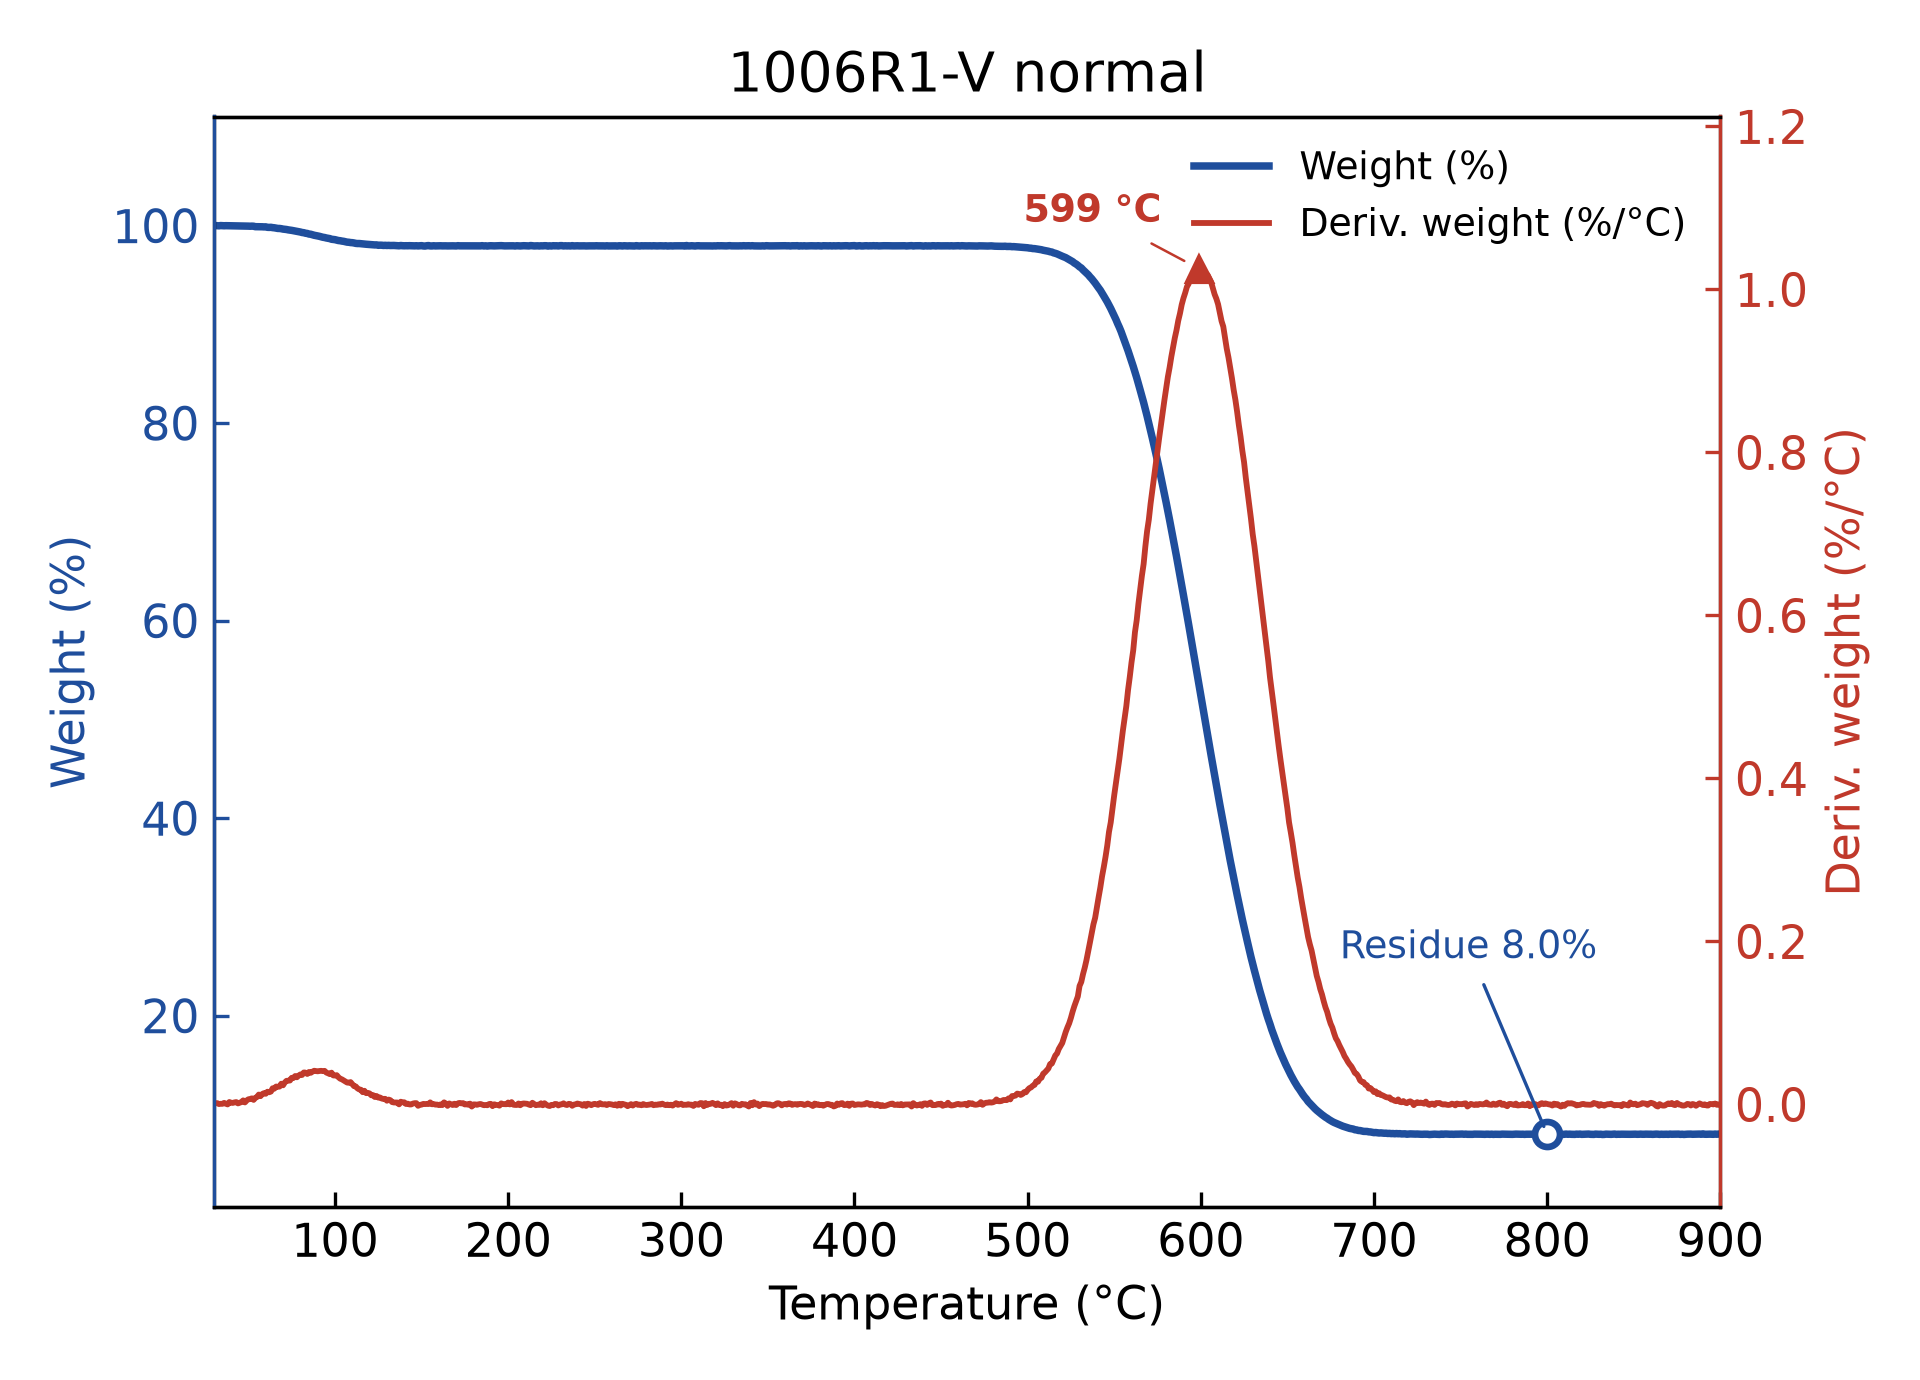 1006R1-V normal
Weight (%)
Deriv. weight (%/°C)
599 °C
Residue 8.0%
100
80
60
40
20
Weight (%)
1.2
1.0
0.8
0.6
0.4
0.2
0.0
Deriv. weight (%/°C)
100 200 300 400 500 600 700 800 900
Temperature (°C)